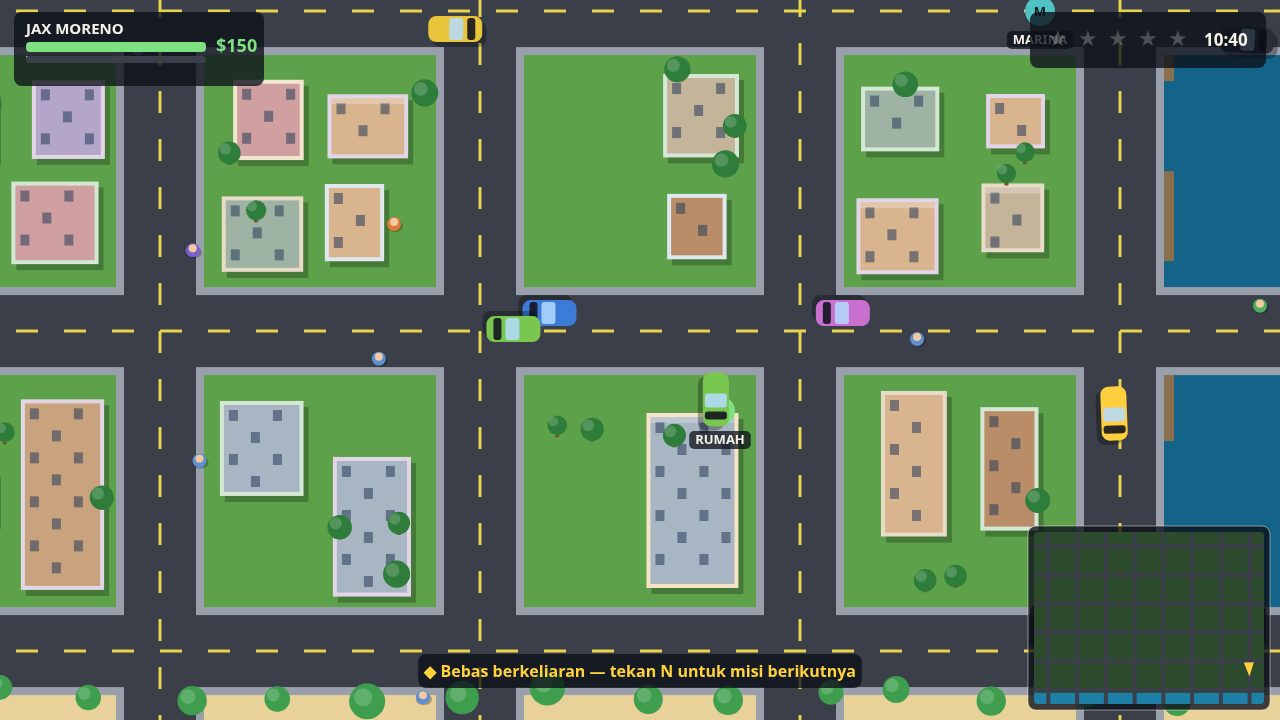 JAX MORENO
$150
M
MARINA
10:40
RUMAH
◆ Bebas berkeliaran — tekan N untuk misi berikutnya